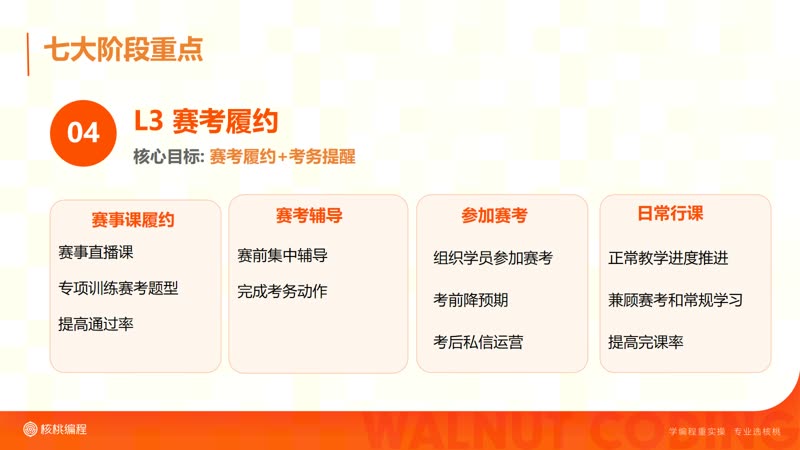 七大阶段重点
04
L3 赛考履约
核心目标: 赛考履约+考务提醒
赛事课履约
赛事直播课
专项训练赛考题型
提高通过率
赛考辅导
赛前集中辅导
完成考务动作
参加赛考
组织学员参加赛考
考前降预期
考后私信运营
日常行课
正常教学进度推进
兼顾赛考和常规学习
提高完课率
核桃编程
WALNUT CODING
学编程重实操 专业选核桃